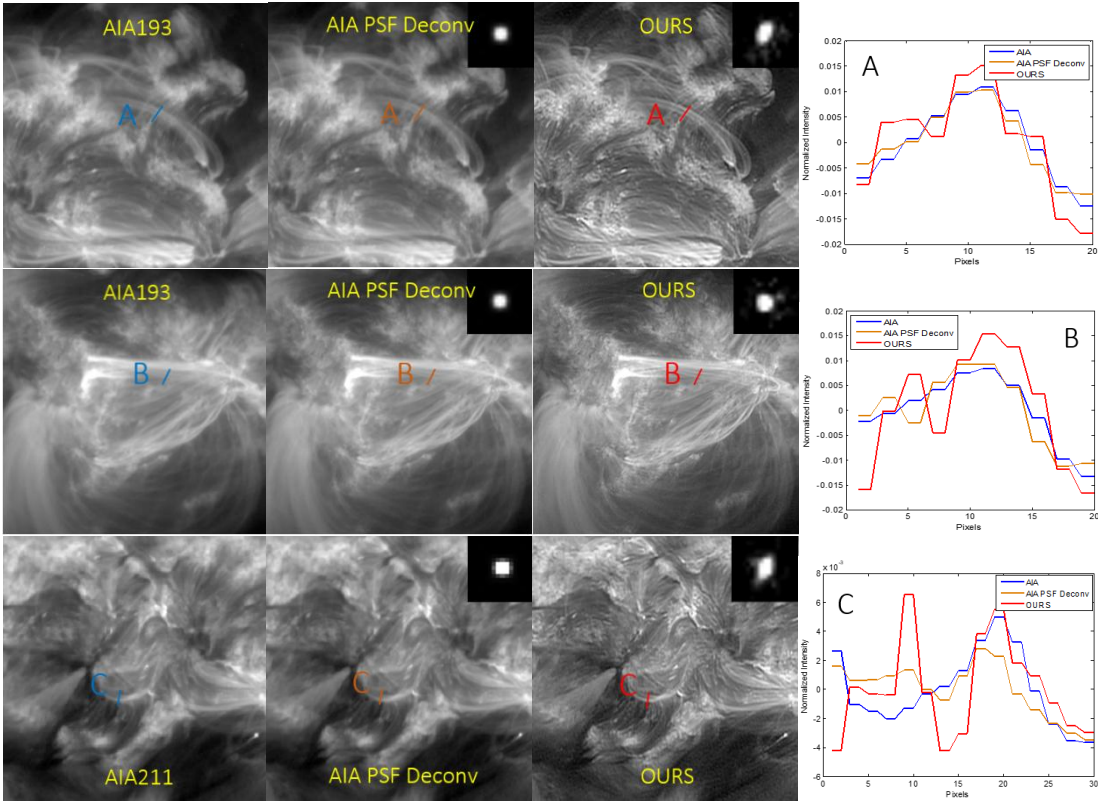 AIA193
AIA PSF Deconv
OURS
A
A
A
A
AIA
AIA PSF Deconv
OURS
0.02
0.015
0.01
0.005
0
-0.005
-0.01
-0.015
-0.02
Normalized Intensity
0 5 10 15 20
Pixels
AIA193
AIA PSF Deconv
OURS
B
B
B
B
AIA
AIA PSF Deconv
OURS
0.02
0.015
0.01
0.005
0
-0.005
-0.01
-0.015
-0.02
Normalized Intensity
0 5 10 15 20
Pixels
C
C
C
AIA211
AIA PSF Deconv
OURS
C
x 10^-3
AIA
AIA PSF Deconv
OURS
8
6
4
2
0
-2
-4
-6
Normalized Intensity
0 5 10 15 20 25 30
Pixels